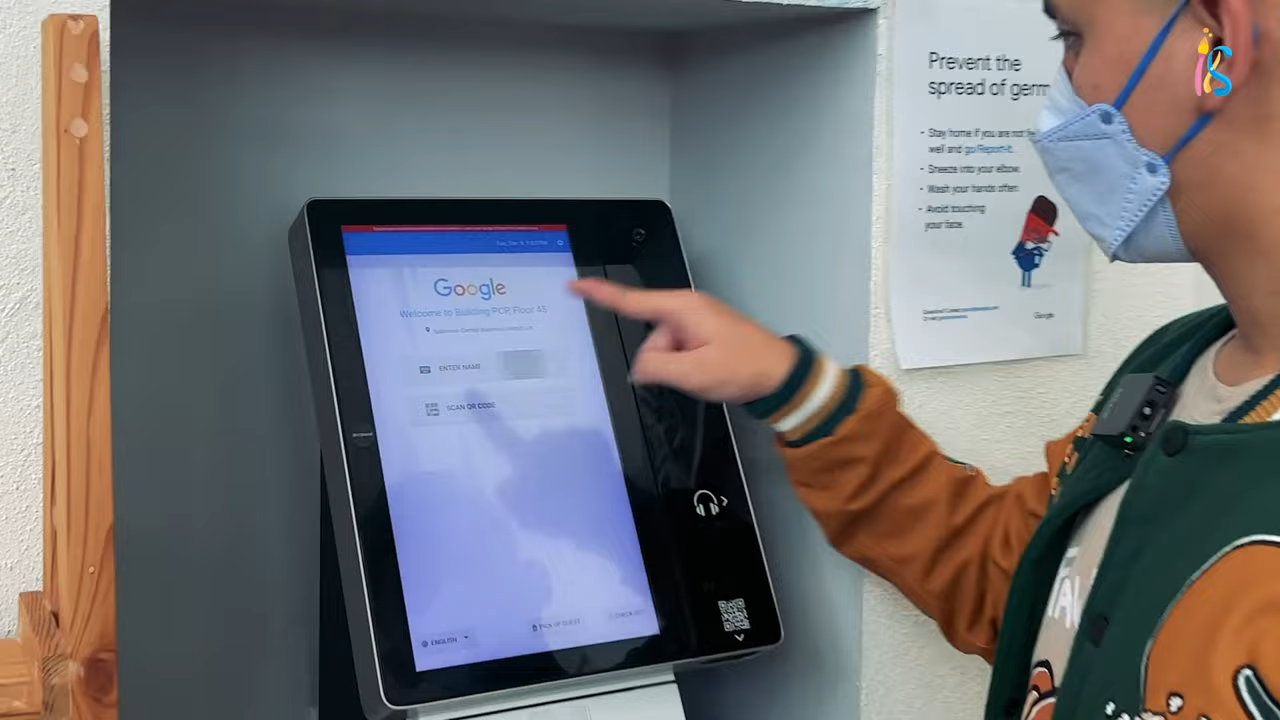 Google
Welcome to Building PCP, Floor 45
ENTER NAME
SCAN QR CODE
ENGLISH
PICK UP GUEST
CHECK OUT
Prevent the
spread of germ
Stay home if you are not fe
well and go/Report-It.
Sneeze into your elbow.
Wash your hands often
Avoid touching
your face.
Google
iS